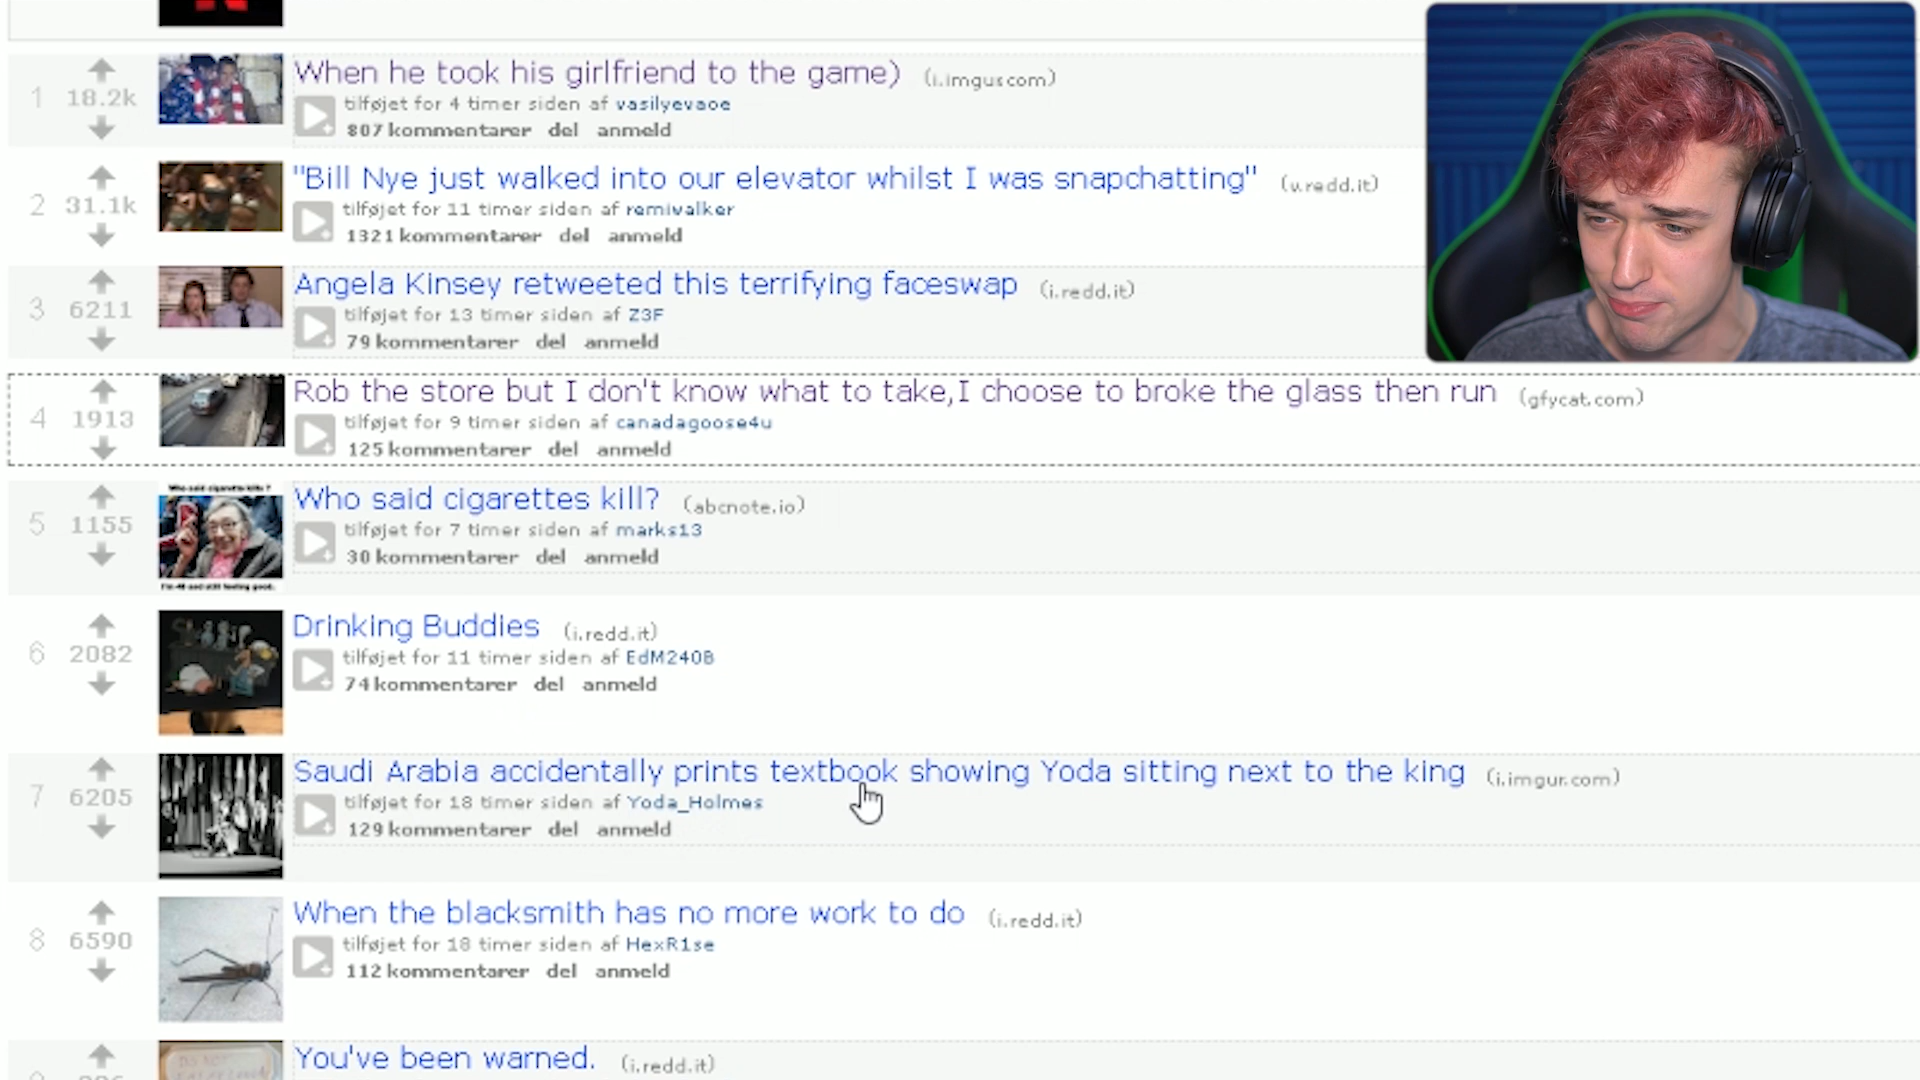 1
18.2k
When he took his girlfriend to the game) (i.imgur.com)
tilføjet for 4 timer siden af vasilyevaoe
807 kommentarer del anmeld
2
31.1k
"Bill Nye just walked into our elevator whilst I was snapchatting" (v.redd.it)
tilføjet for 11 timer siden af remiwalker
1321 kommentarer del anmeld
3
6211
Angela Kinsey retweeted this terrifying faceswap (i.redd.it)
tilføjet for 13 timer siden af Z3F
79 kommentarer del anmeld
4
1913
Rob the store but I don't know what to take,I choose to broke the glass then run (gfycat.com)
tilføjet for 9 timer siden af canadagoose4u
125 kommentarer del anmeld
5
1155
Who said cigarettes kill ?
I'm 48 and still feeling good.
Who said cigarettes kill? (abcnote.io)
tilføjet for 7 timer siden af marks13
30 kommentarer del anmeld
6
2082
Drinking Buddies (i.redd.it)
tilføjet for 11 timer siden af EdM240B
74 kommentarer del anmeld
7
6205
Saudi Arabia accidentally prints textbook showing Yoda sitting next to the king (i.imgur.com)
tilføjet for 18 timer siden af Yoda_Holmes
129 kommentarer del anmeld
8
6590
When the blacksmith has no more work to do (i.redd.it)
tilføjet for 18 timer siden af HexR1se
112 kommentarer del anmeld
You've been warned. (i.redd.it)